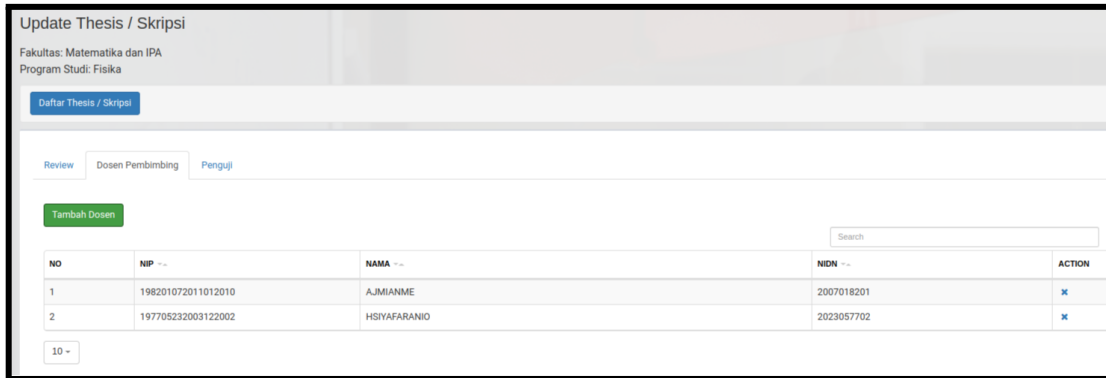 Update Thesis / Skripsi
Fakultas: Matematika dan IPA
Program Studi: Fisika
Daftar Thesis / Skripsi
Review Dosen Pembimbing Penguji
Tambah Dosen
Search
NO NIP NAMA NIDN ACTION
1 198201072011012010 AJMIANME 2007018201
2 197705232003122002 HSIYAFARANIO 2023057702
10